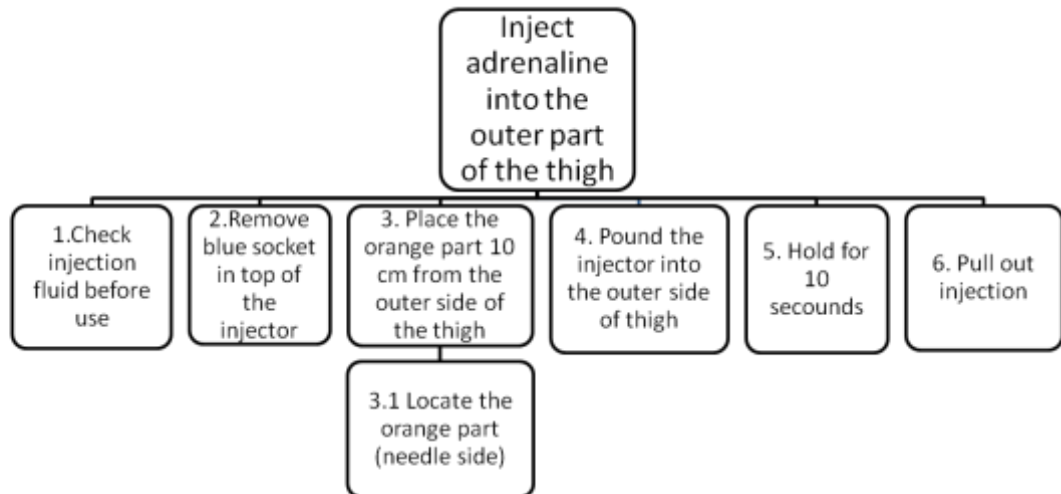 Inject
adrenaline
into the
outer part
of the thigh
1.Check
injection
fluid before
use
2.Remove
blue socket
in top of
the
injector
3. Place the
orange part 10
cm from the
outer side of
the thigh
4. Pound the
injector into
the outer side
of thigh
5. Hold for
10
secounds
6. Pull out
injection
3.1 Locate the
orange part
(needle side)